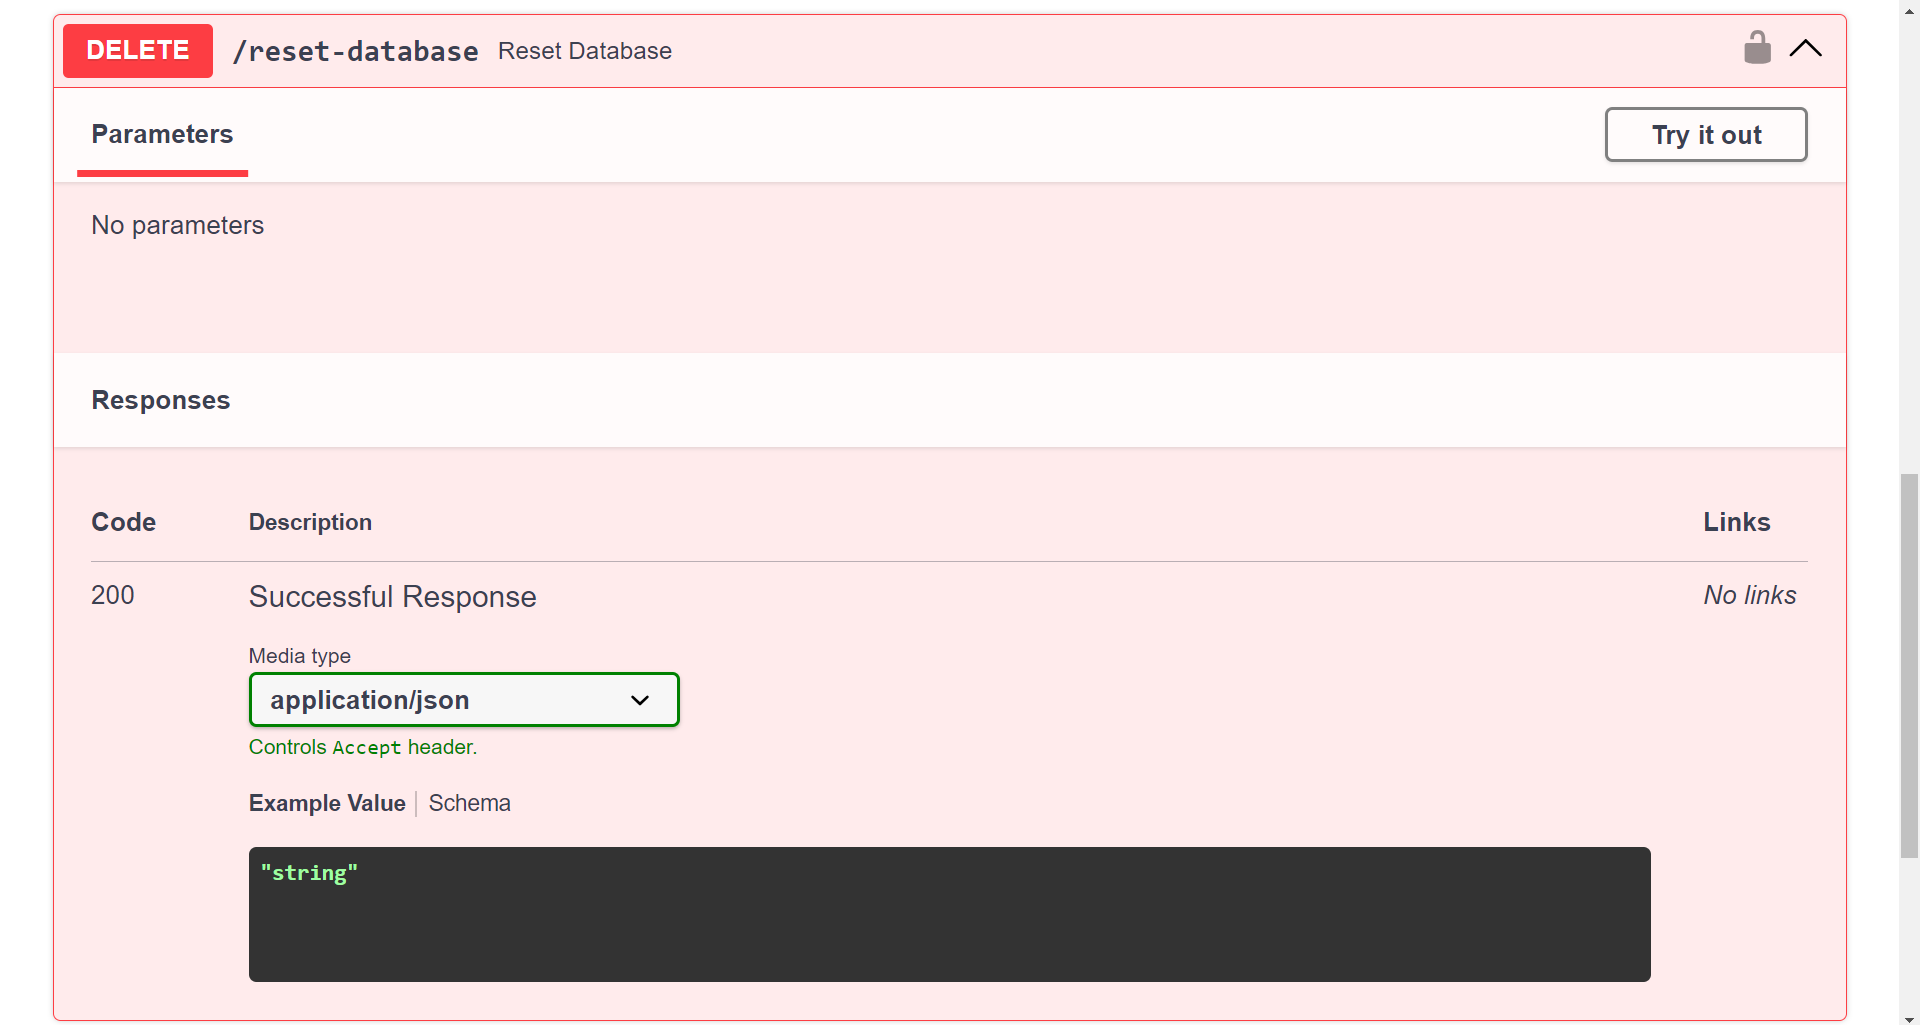 DELETE /reset-database Reset Database
Parameters Try it out
No parameters
Responses
Code Description Links
200 Successful Response No links
Media type
application/json
Controls Accept header.
Example Value Schema
"string"